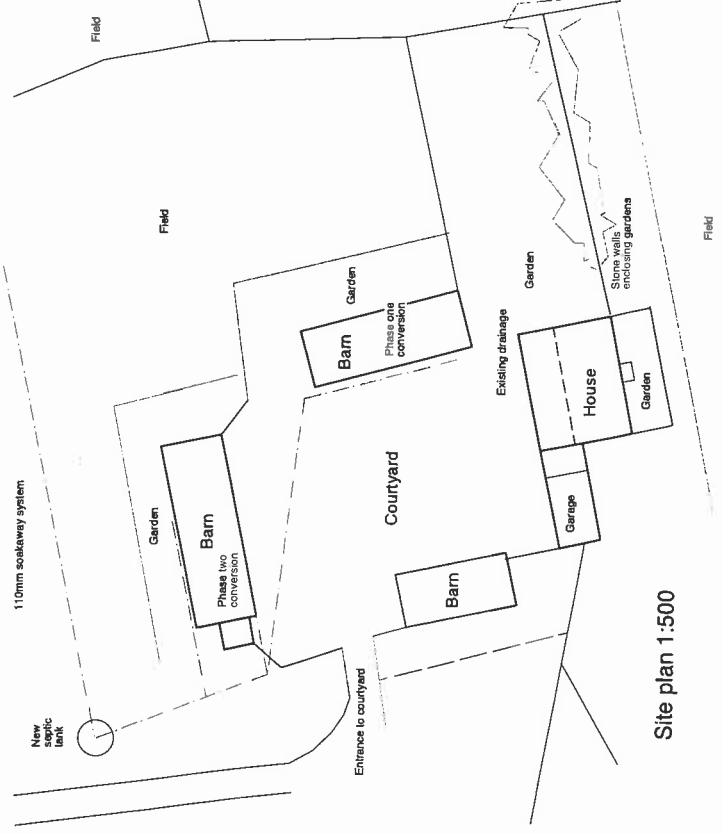 110mm soakaway system
New
septic
tank
Field
Field
Garden
Barn
Phase two
conversion
Garden
Barn
Phase one
conversion
Courtyard
Entrance to courtyard
Barn
Existing drainage
Garden
Stone walls
enclosing gardens
House
Garden
Garage
Field
Site plan 1:500